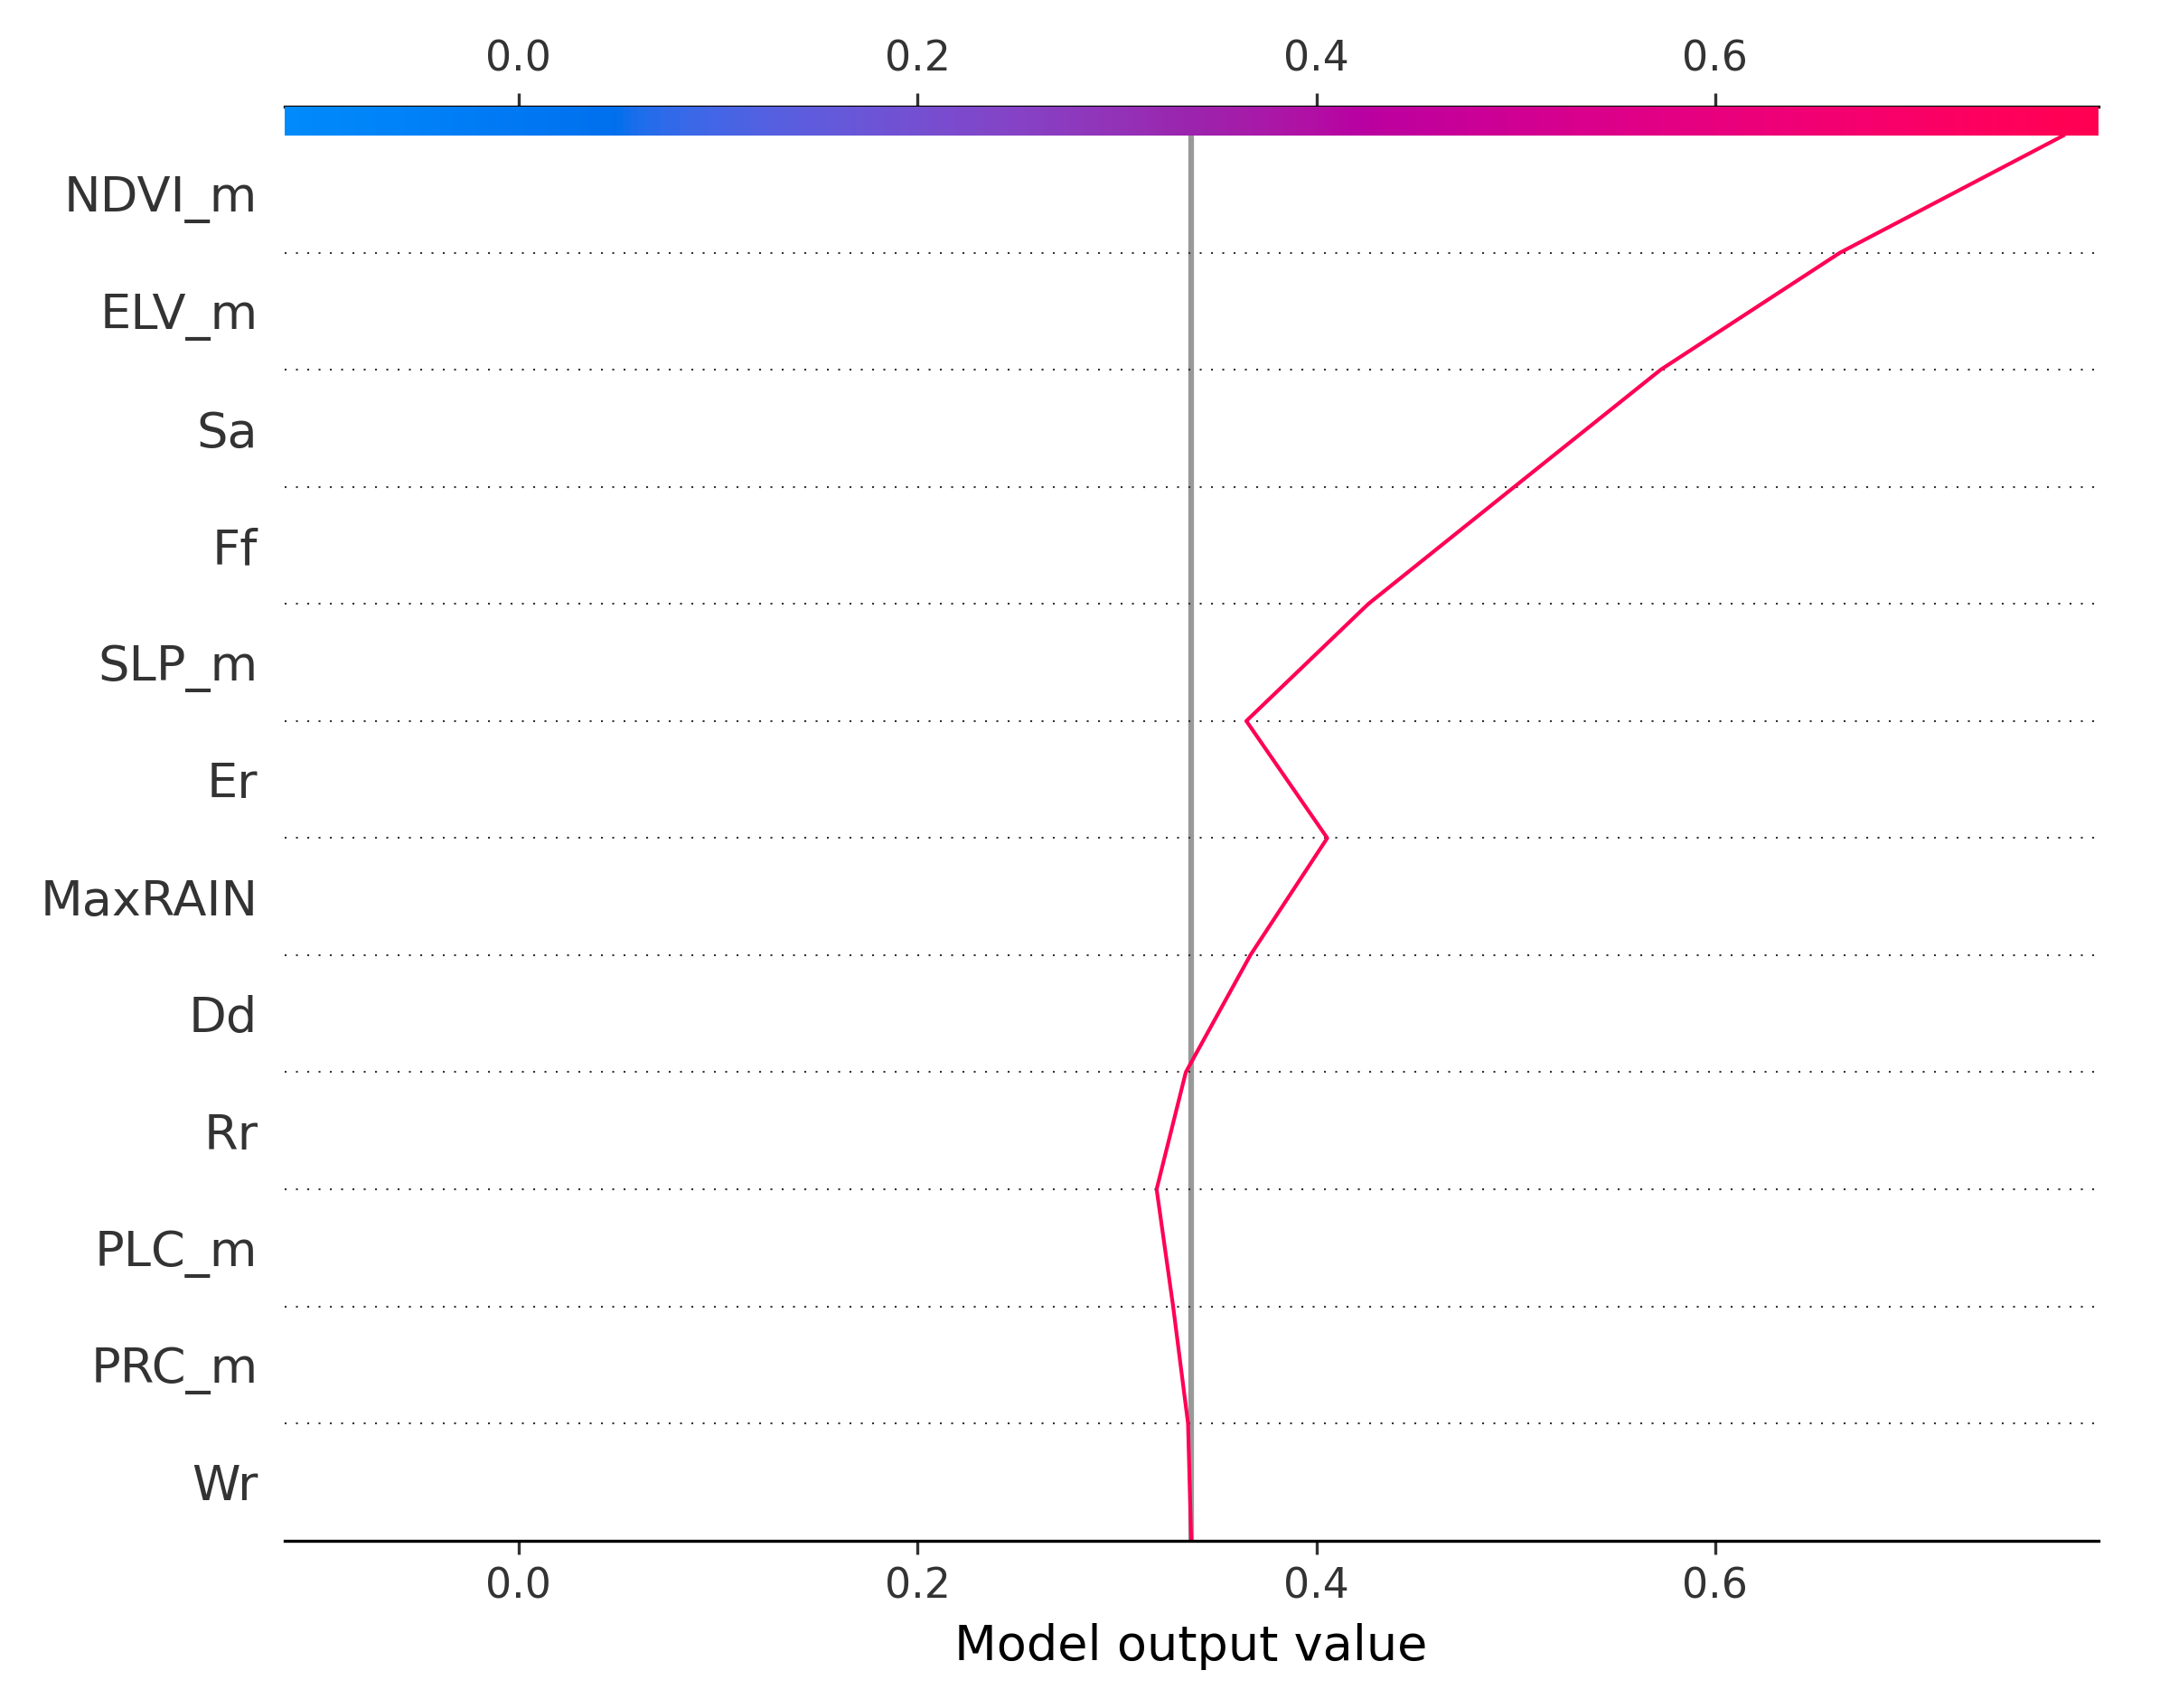 0.0 0.2 0.4 0.6
NDVI_m
ELV_m
Sa
Ff
SLP_m
Er
MaxRAIN
Dd
Rr
PLC_m
PRC_m
Wr
0.0 0.2 0.4 0.6
Model output value